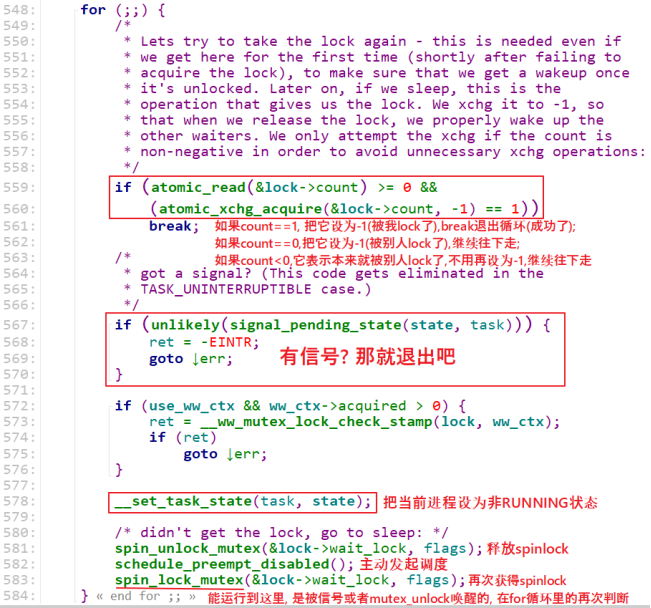 548: for (;;) {
549: /*
550: * Lets try to take the lock again - this is needed even if
551: * we get here for the first time (shortly after failing to
552: * acquire the lock), to make sure that we get a wakeup once
553: * it's unlocked. Later on, if we sleep, this is the
554: * operation that gives us the lock. We xchg it to -1, so
555: * that when we release the lock, we properly wake up the
556: * other waiters. We only attempt the xchg if the count is
557: * non-negative in order to avoid unnecessary xchg operations:
558: */
559: if (atomic_read(&lock->count) >= 0 &&
560: (atomic_xchg_acquire(&lock->count, -1) == 1))
561: break; 如果count==1, 把它设为-1(被我lock了),break退出循环(成功了);
562: 如果count==0,把它设为-1(被别人lock了),继续往下走;
563: /* 如果count<0,它表示本来就被别人lock了,不用再设为-1,继续往下走
564: * got a signal? (This code gets eliminated in the
565: * TASK_UNINTERRUPTIBLE case.)
566: */
567: if (unlikely(signal_pending_state(state, task))) {
568: ret = -EINTR;
569: goto ↓err; 有信号? 那就退出吧
570: }
571:
572: if (use_ww_ctx && ww_ctx->acquired > 0) {
573: ret = __ww_mutex_lock_check_stamp(lock, ww_ctx);
574: if (ret)
575: goto ↓err;
576: }
577:
578: __set_task_state(task, state); 把当前进程设为非RUNNING状态
579:
580: /* didn't get the lock, go to sleep: */
581: spin_unlock_mutex(&lock->wait_lock, flags); 释放spinlock
582: schedule_preempt_disabled(); 主动发起调度
583: spin_lock_mutex(&lock->wait_lock, flags); 再次获得spinlock
584: } « end for ;; » 能运行到这里, 是被信号或者mutex_unlock唤醒的, 在for循环里的再次判断